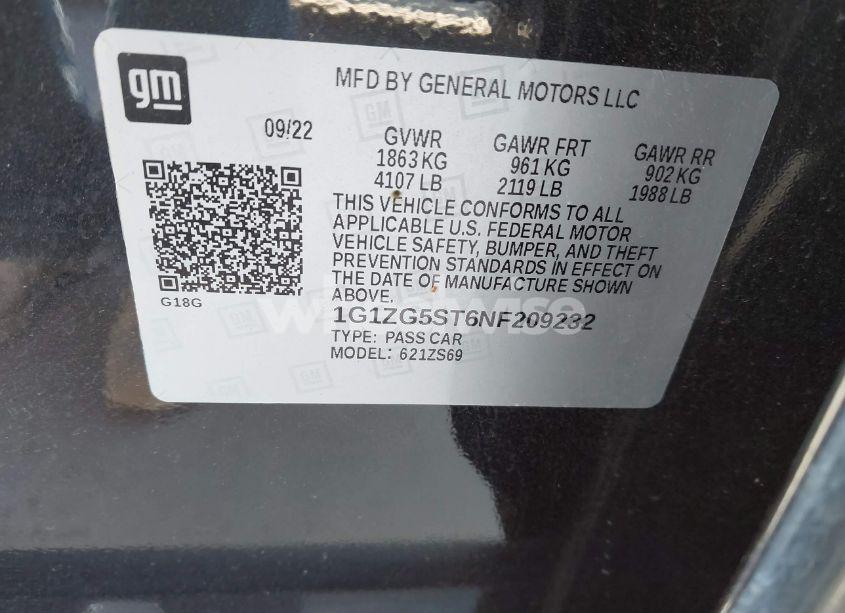 gm
MFD BY GENERAL MOTORS LLC
09/22
GVWR
1863 KG
4107 LB
GAWR FRT
961 KG
2119 LB
GAWR RR
902 KG
1988 LB
THIS VEHICLE CONFORMS TO ALL
APPLICABLE U.S. FEDERAL MOTOR
VEHICLE SAFETY, BUMPER, AND THEFT
PREVENTION STANDARDS IN EFFECT ON
THE DATE OF MANUFACTURE SHOWN
ABOVE.
G18G
1G1ZG5ST6NF209232
TYPE: PASS CAR
MODEL: 621ZS69